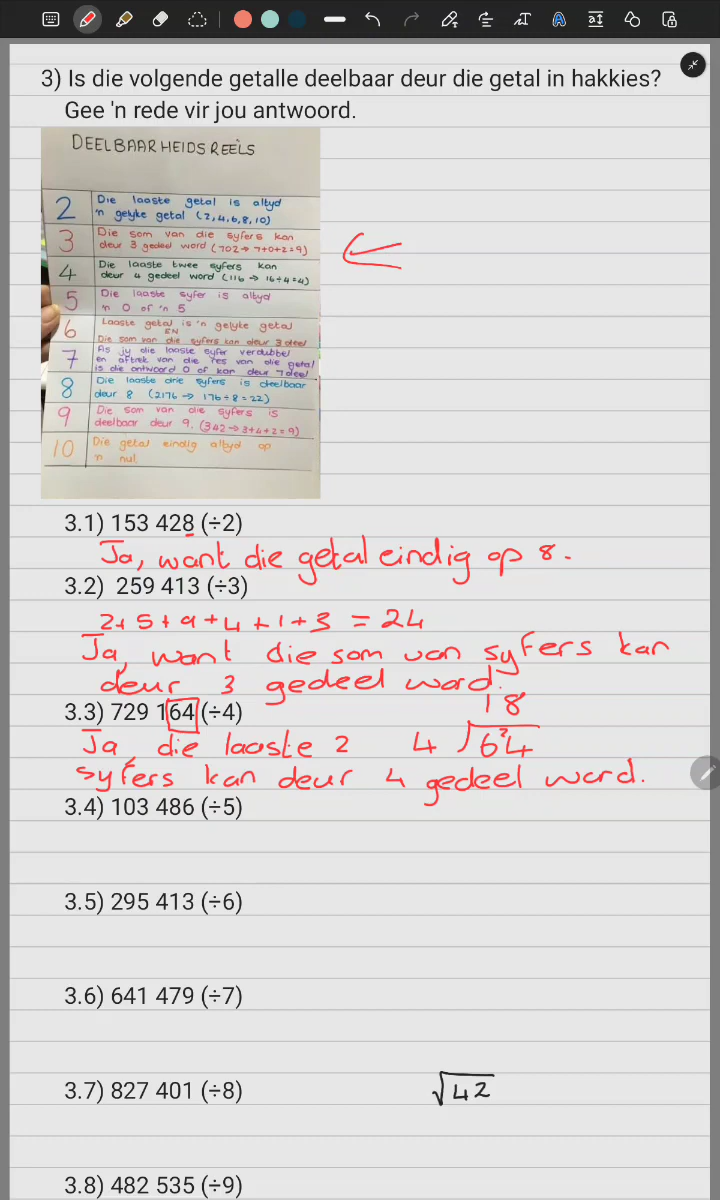 3) Is die volgende getalle deelbaar deur die getal in hakkies?
Gee 'n rede vir jou antwoord.
DEELBAARHEIDSREËLS
2 Die laaste getal is altyd
'n gelyke getal (2,4,6,8,10)
3 Die som van die syfers kan
deur 3 gedeel word (702→ 7+0+2=9)
4 Die laaste twee syfers kan
deur 4 gedeel word (116 → 16÷4=4)
5 Die laaste syfer is altyd
'n 0 of 'n 5
6 Laaste getal is 'n gelyke getal
EN
Die som van die syfers kan deur 3 deel
7 As jy die laaste syfer verdubbel
en aftrek van die res van die getal
is die antwoord 0 of kan deur 7 deel
8 Die laaste drie syfers is deelbaar
deur 8 (2176 → 176÷8=22)
9 Die som van die syfers is
deelbaar deur 9. (342→3+4+2=9)
10 Die getal eindig altyd op
'n nul.
3.1) 153 428 (÷2)
Ja, want die getal eindig op 8.
3.2) 259 413 (÷3)
2+5+9+4+1+3 = 24
Ja, want die som van syfers kan
deur 3 gedeel word.
18
3.3) 729 164 (÷4)
Ja, die laaste 2 4 √6²4
syfers kan deur 4 gedeel word.
3.4) 103 486 (÷5)
3.5) 295 413 (÷6)
3.6) 641 479 (÷7)
3.7) 827 401 (÷8) √42
3.8) 482 535 (÷9)